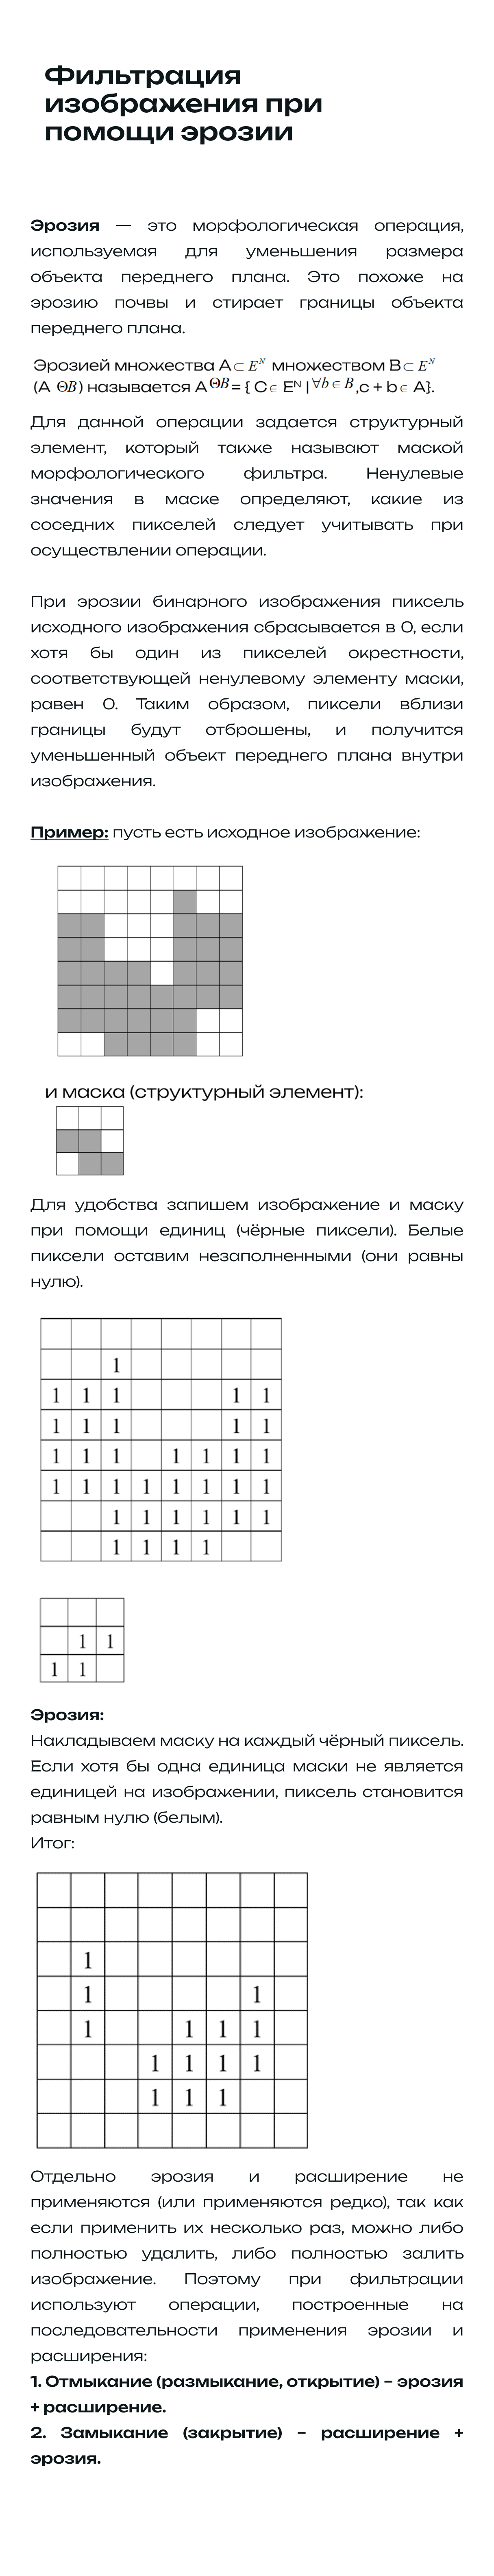 Фильтрация
изображения при
помощи эрозии
Эрозия — это морфологическая операция,
используемая для уменьшения размера
объекта переднего плана. Это похоже на
эрозию почвы и стирает границы объекта
переднего плана.
Эрозией множества A⊂ E^N множеством B⊂ E^N
(A ΘB) называется A ΘB = { C∈ Eᴺ | ∀b ∈ B ,c + b∈ A}.
Для данной операции задается структурный
элемент, который также называют маской
морфологического фильтра. Ненулевые
значения в маске определяют, какие из
соседних пикселей следует учитывать при
осуществлении операции.
При эрозии бинарного изображения пиксель
исходного изображения сбрасывается в 0, если
хотя бы один из пикселей окрестности,
соответствующей ненулевому элементу маски,
равен 0. Таким образом, пиксели вблизи
границы будут отброшены, и получится
уменьшенный объект переднего плана внутри
изображения.
Пример: пусть есть исходное изображение:
и маска (структурный элемент):
Для удобства запишем изображение и маску
при помощи единиц (чёрные пиксели). Белые
пиксели оставим незаполненными (они равны
нулю).
1
1 1 1 1 1
1 1 1 1 1
1 1 1 1 1 1 1
1 1 1 1 1 1 1 1
1 1 1 1 1 1
1 1 1 1
1 1
1 1
Эрозия:
Накладываем маску на каждый чёрный пиксель.
Если хотя бы одна единица маски не является
единицей на изображении, пиксель становится
равным нулю (белым).
Итог:
1
1 1
1 1 1 1
1 1 1 1
1 1 1
Отдельно эрозия и расширение не
применяются (или применяются редко), так как
если применить их несколько раз, можно либо
полностью удалить, либо полностью залить
изображение. Поэтому при фильтрации
используют операции, построенные на
последовательности применения эрозии и
расширения:
1. Отмыкание (размыкание, открытие) – эрозия
+ расширение.
2. Замыкание (закрытие) – расширение +
эрозия.